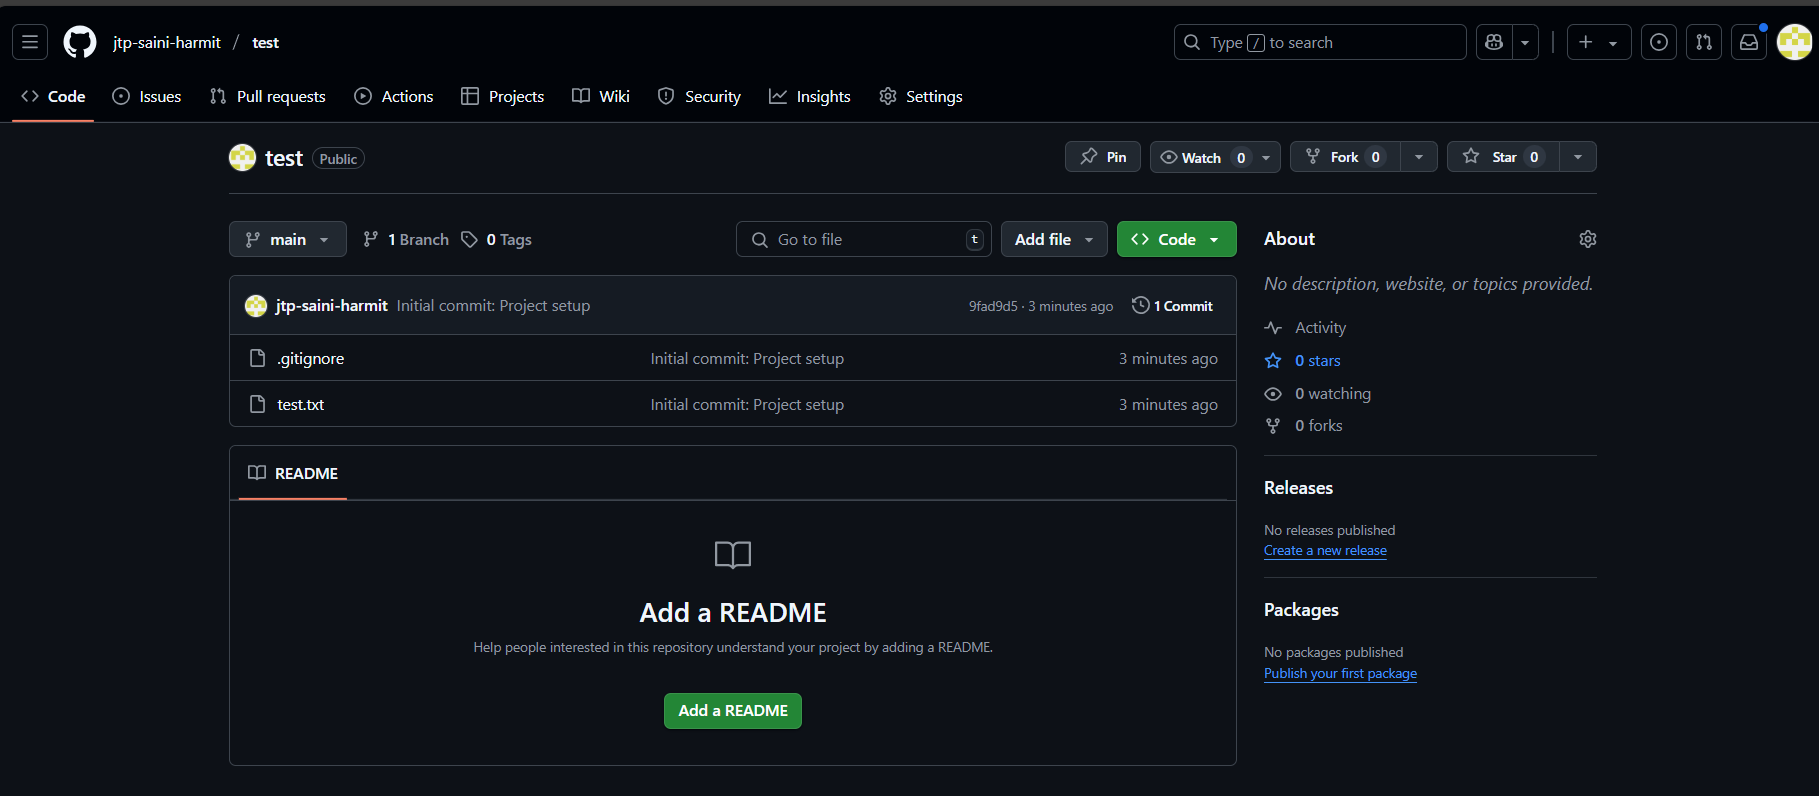 jtp-saini-harmit / test
Type / to search
Code Issues Pull requests Actions Projects Wiki Security Insights Settings
test Public
Pin Watch 0 Fork 0 Star 0
main 1 Branch 0 Tags
Go to file t Add file Code
jtp-saini-harmit Initial commit: Project setup 9fad9d5 · 3 minutes ago 1 Commit
.gitignore Initial commit: Project setup 3 minutes ago
test.txt Initial commit: Project setup 3 minutes ago
README
Add a README
Help people interested in this repository understand your project by adding a README.
Add a README
About
No description, website, or topics provided.
Activity
0 stars
0 watching
0 forks
Releases
No releases published
Create a new release
Packages
No packages published
Publish your first package